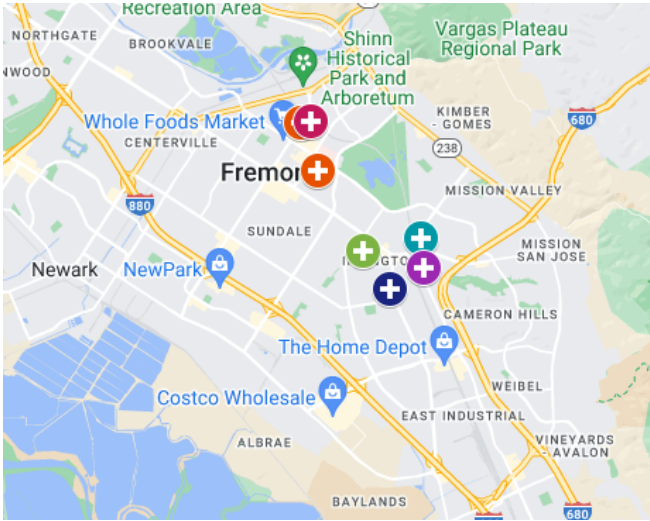 Recreation Area
NORTHGATE
BROOKVALE
Vargas Plateau
Regional Park
Shinn
Historical
Park and
Arboretum
NWOOD
Whole Foods Market
KIMBER
- GOMES
680
CENTERVILLE
238
Fremon
MISSION VALLEY
880
SUNDALE
MISSION
SAN JOSE
Newark
NewPark
CAMERON HILLS
The Home Depot
WEIBEL
Costco Wholesale
EAST INDUSTRIAL
ALBRAE
VINEYARDS
- AVALON
BAYLANDS
680